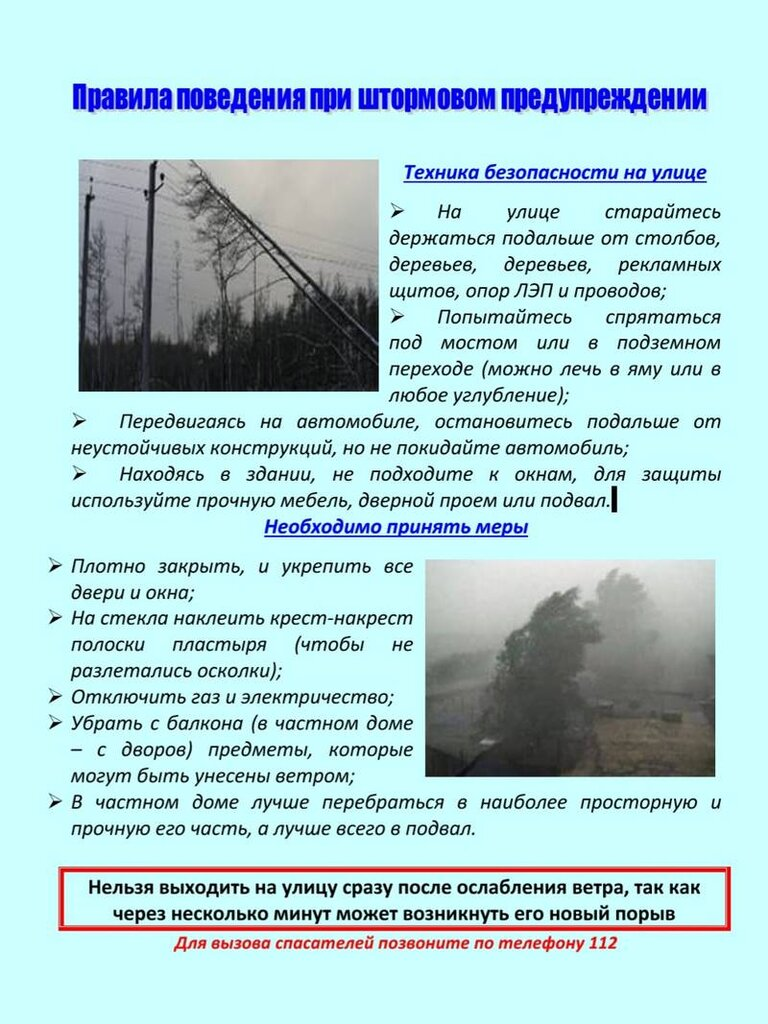 Правила поведения при штормовом предупреждении
Техника безопасности на улице
➢ На улице старайтесь
держаться подальше от столбов,
деревьев, деревьев, рекламных
щитов, опор ЛЭП и проводов;
➢ Попытайтесь спрятаться
под мостом или в подземном
переходе (можно лечь в яму или в
любое углубление);
➢ Передвигаясь на автомобиле, остановитесь подальше от
неустойчивых конструкций, но не покидайте автомобиль;
➢ Находясь в здании, не подходите к окнам, для защиты
используйте прочную мебель, дверной проем или подвал.
Необходимо принять меры
➢ Плотно закрыть, и укрепить все
двери и окна;
➢ На стекла наклеить крест-накрест
полоски пластыря (чтобы не
разлетались осколки);
➢ Отключить газ и электричество;
➢ Убрать с балкона (в частном доме
– с дворов) предметы, которые
могут быть унесены ветром;
➢ В частном доме лучше перебраться в наиболее просторную и
прочную его часть, а лучше всего в подвал.
Нельзя выходить на улицу сразу после ослабления ветра, так как
через несколько минут может возникнуть его новый порыв
Для вызова спасателей позвоните по телефону 112